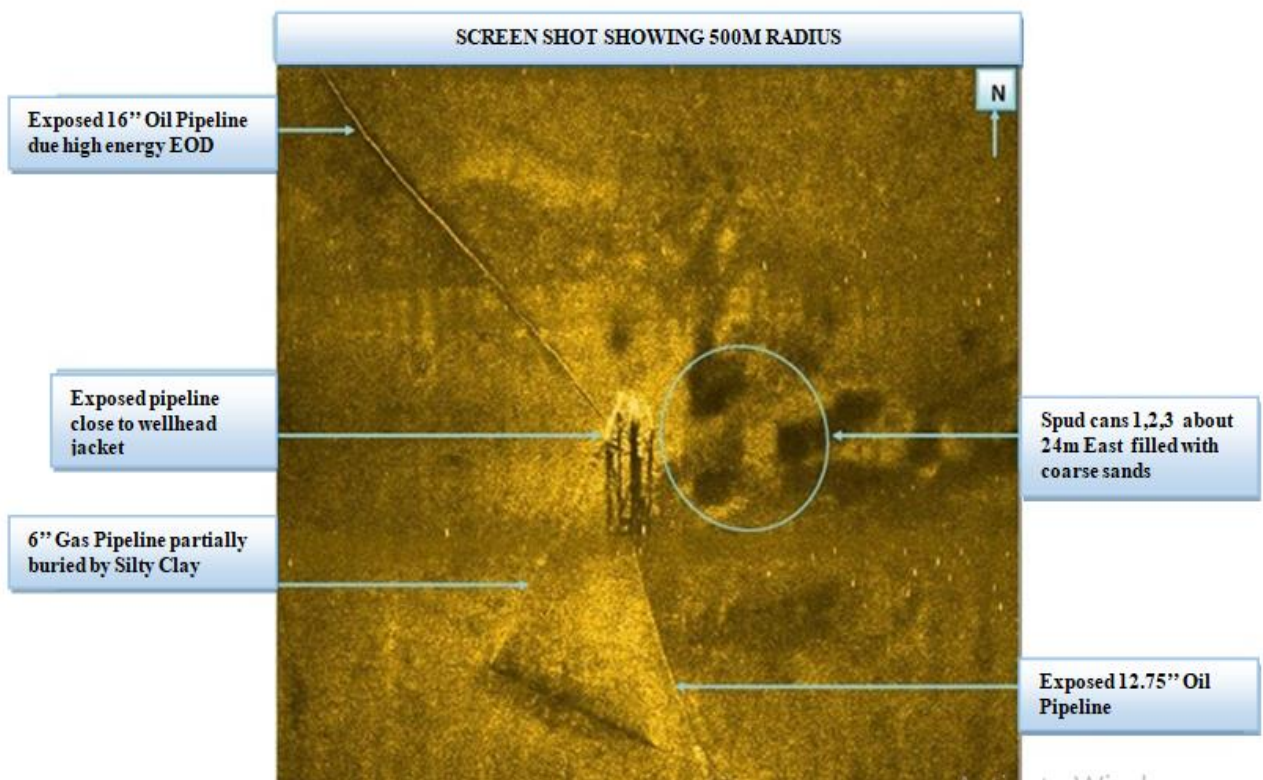 SCREEN SHOT SHOWING 500M RADIUS
N
Exposed 16’’ Oil Pipeline
due high energy EOD
Exposed pipeline
close to wellhead
jacket
Spud cans 1,2,3 about
24m East filled with
coarse sands
6’’ Gas Pipeline partially
buried by Silty Clay
Exposed 12.75’’ Oil
Pipeline